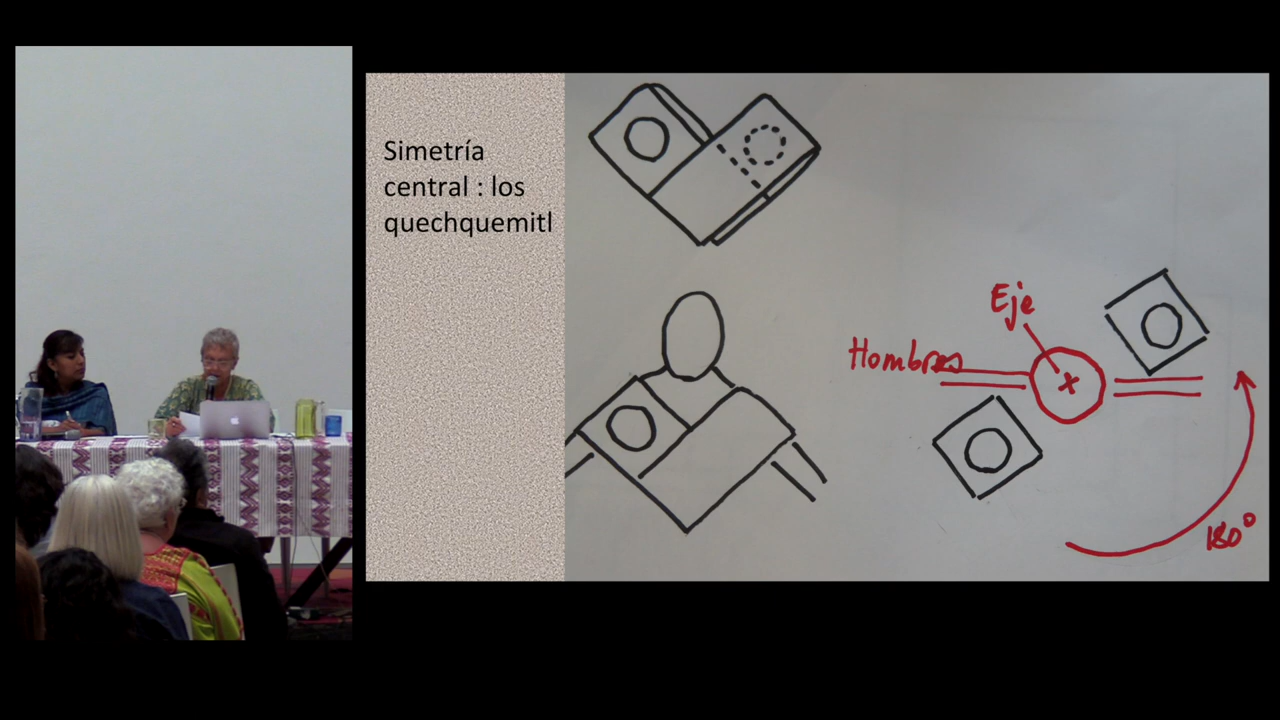 Simetría
central : los
quechquemitl
Eje
Hombres
180°